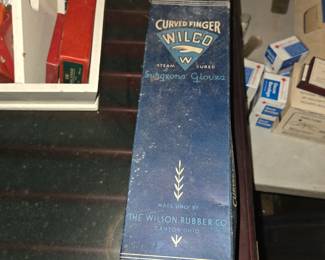 CURVED FINGER
WILCO
W
STEAM CURED
Surgeons' Gloves
MADE ONLY BY
THE WILSON RUBBER CO
CANTON OHIO